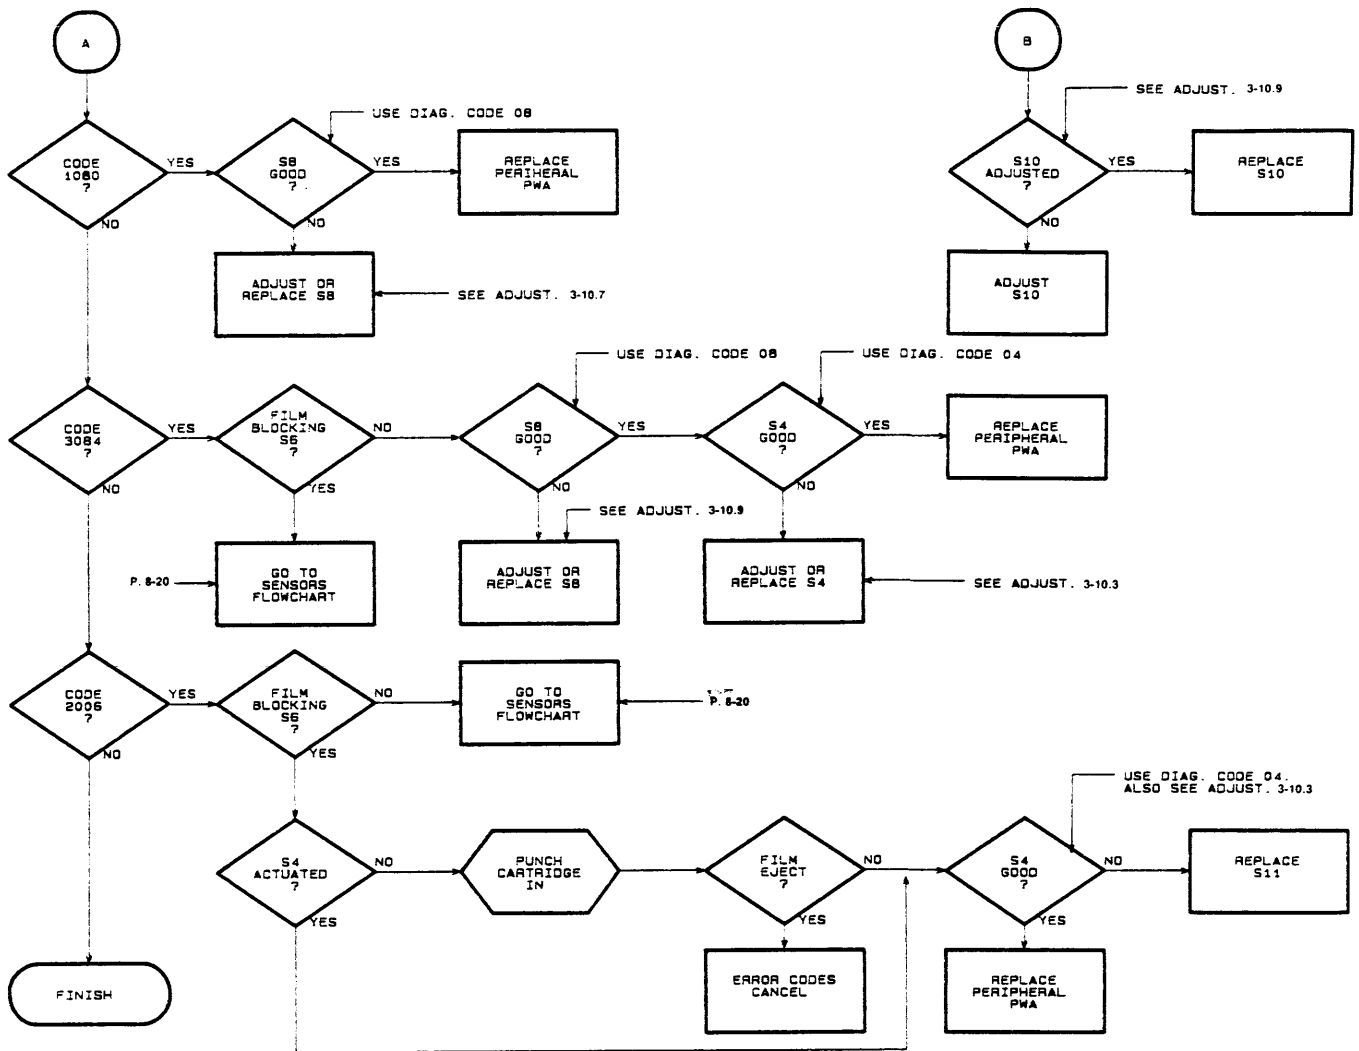 A
B
USE DIAG. CODE 08
SEE ADJUST. 3-10.9
CODE
1080
?
YES
NO
S8
GOOD
?
YES
NO
REPLACE
PERIHERAL
PWA
S10
ADJUSTED
?
YES
NO
REPLACE
S10
ADJUST OR
REPLACE S8
SEE ADJUST. 3-10.7
ADJUST
S10
USE DIAG. CODE 06
USE DIAG. CODE 04
CODE
3084
?
YES
NO
FILM
BLOCKING
S6
?
NO
YES
S6
GOOD
?
YES
NO
S4
GOOD
?
YES
NO
REPLACE
PERIPHERAL
PWA
SEE ADJUST. 3-10.9
P. 8-20
GO TO
SENSORS
FLOWCHART
ADJUST OR
REPLACE S6
ADJUST OR
REPLACE S4
SEE ADJUST. 3-10.3
CODE
2006
?
YES
NO
FILM
BLOCKING
S6
?
NO
YES
GO TO
SENSORS
FLOWCHART
P. 8-20
USE DIAG. CODE 04.
ALSO SEE ADJUST. 3-10.3
S4
ACTUATED
?
NO
YES
PUNCH
CARTRIDGE
IN
FILM
EJECT
?
NO
YES
S4
GOOD
?
NO
YES
REPLACE
S11
FINISH
ERROR CODES
CANCEL
REPLACE
PERIPHERAL
PWA